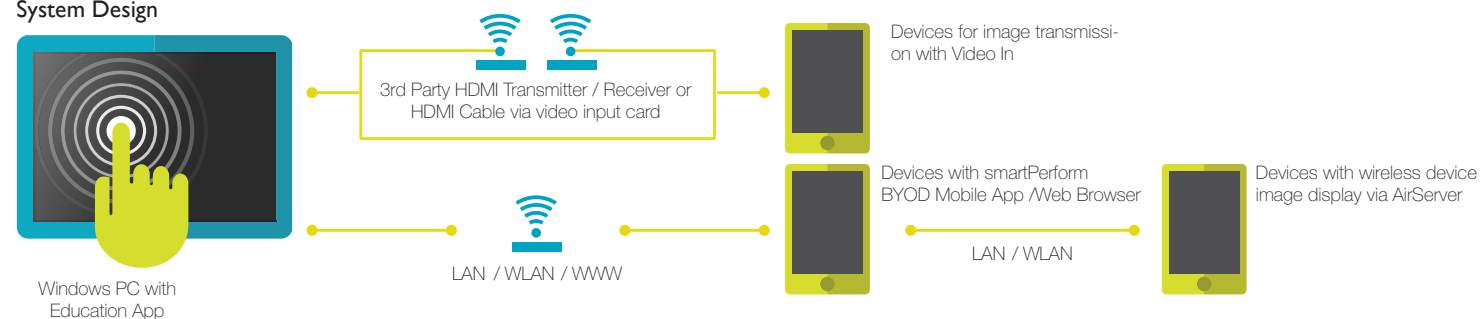 System Design
3rd Party HDMI Transmitter / Receiver or
HDMI Cable via video input card
Devices for image transmissi-
on with Video In
Windows PC with
Education App
LAN / WLAN / WWW
Devices with smartPerform
BYOD Mobile App /Web Browser
LAN / WLAN
Devices with wireless device
image display via AirServer